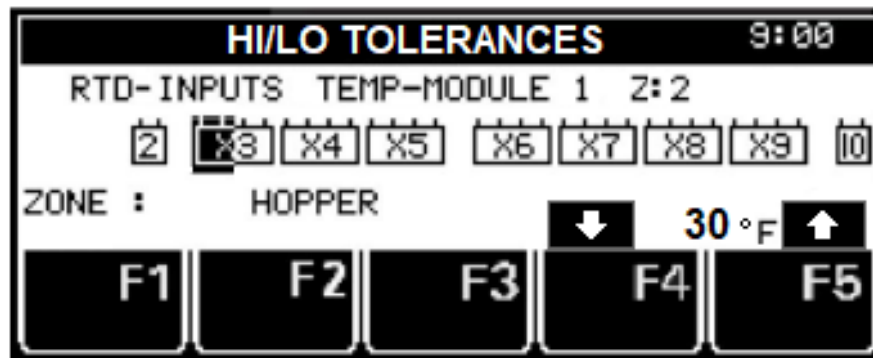 HI/LO TOLERANCES 9:00
RTD-INPUTS TEMP-MODULE 1 Z:2
2 X3 X4 X5 X6 X7 X8 X9 10
ZONE : HOPPER
30 °F
F1 F2 F3 F4 F5